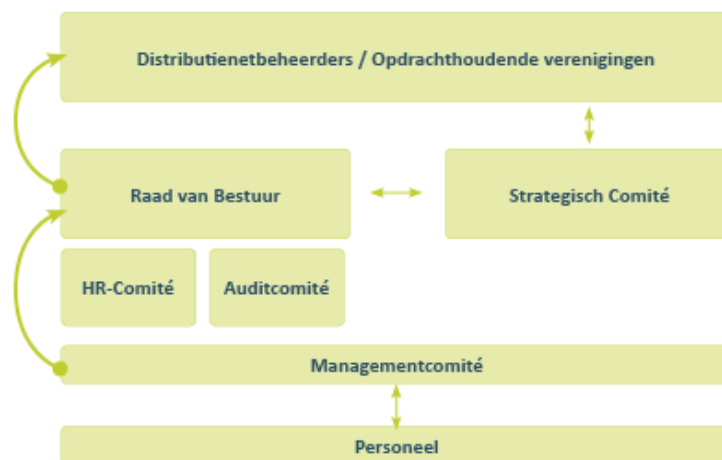 Distributienetbeheerders / Opdrachthoudende verenigingen
Raad van Bestuur
Strategisch Comité
HR-Comité
Auditcomité
Managementcomité
Personeel